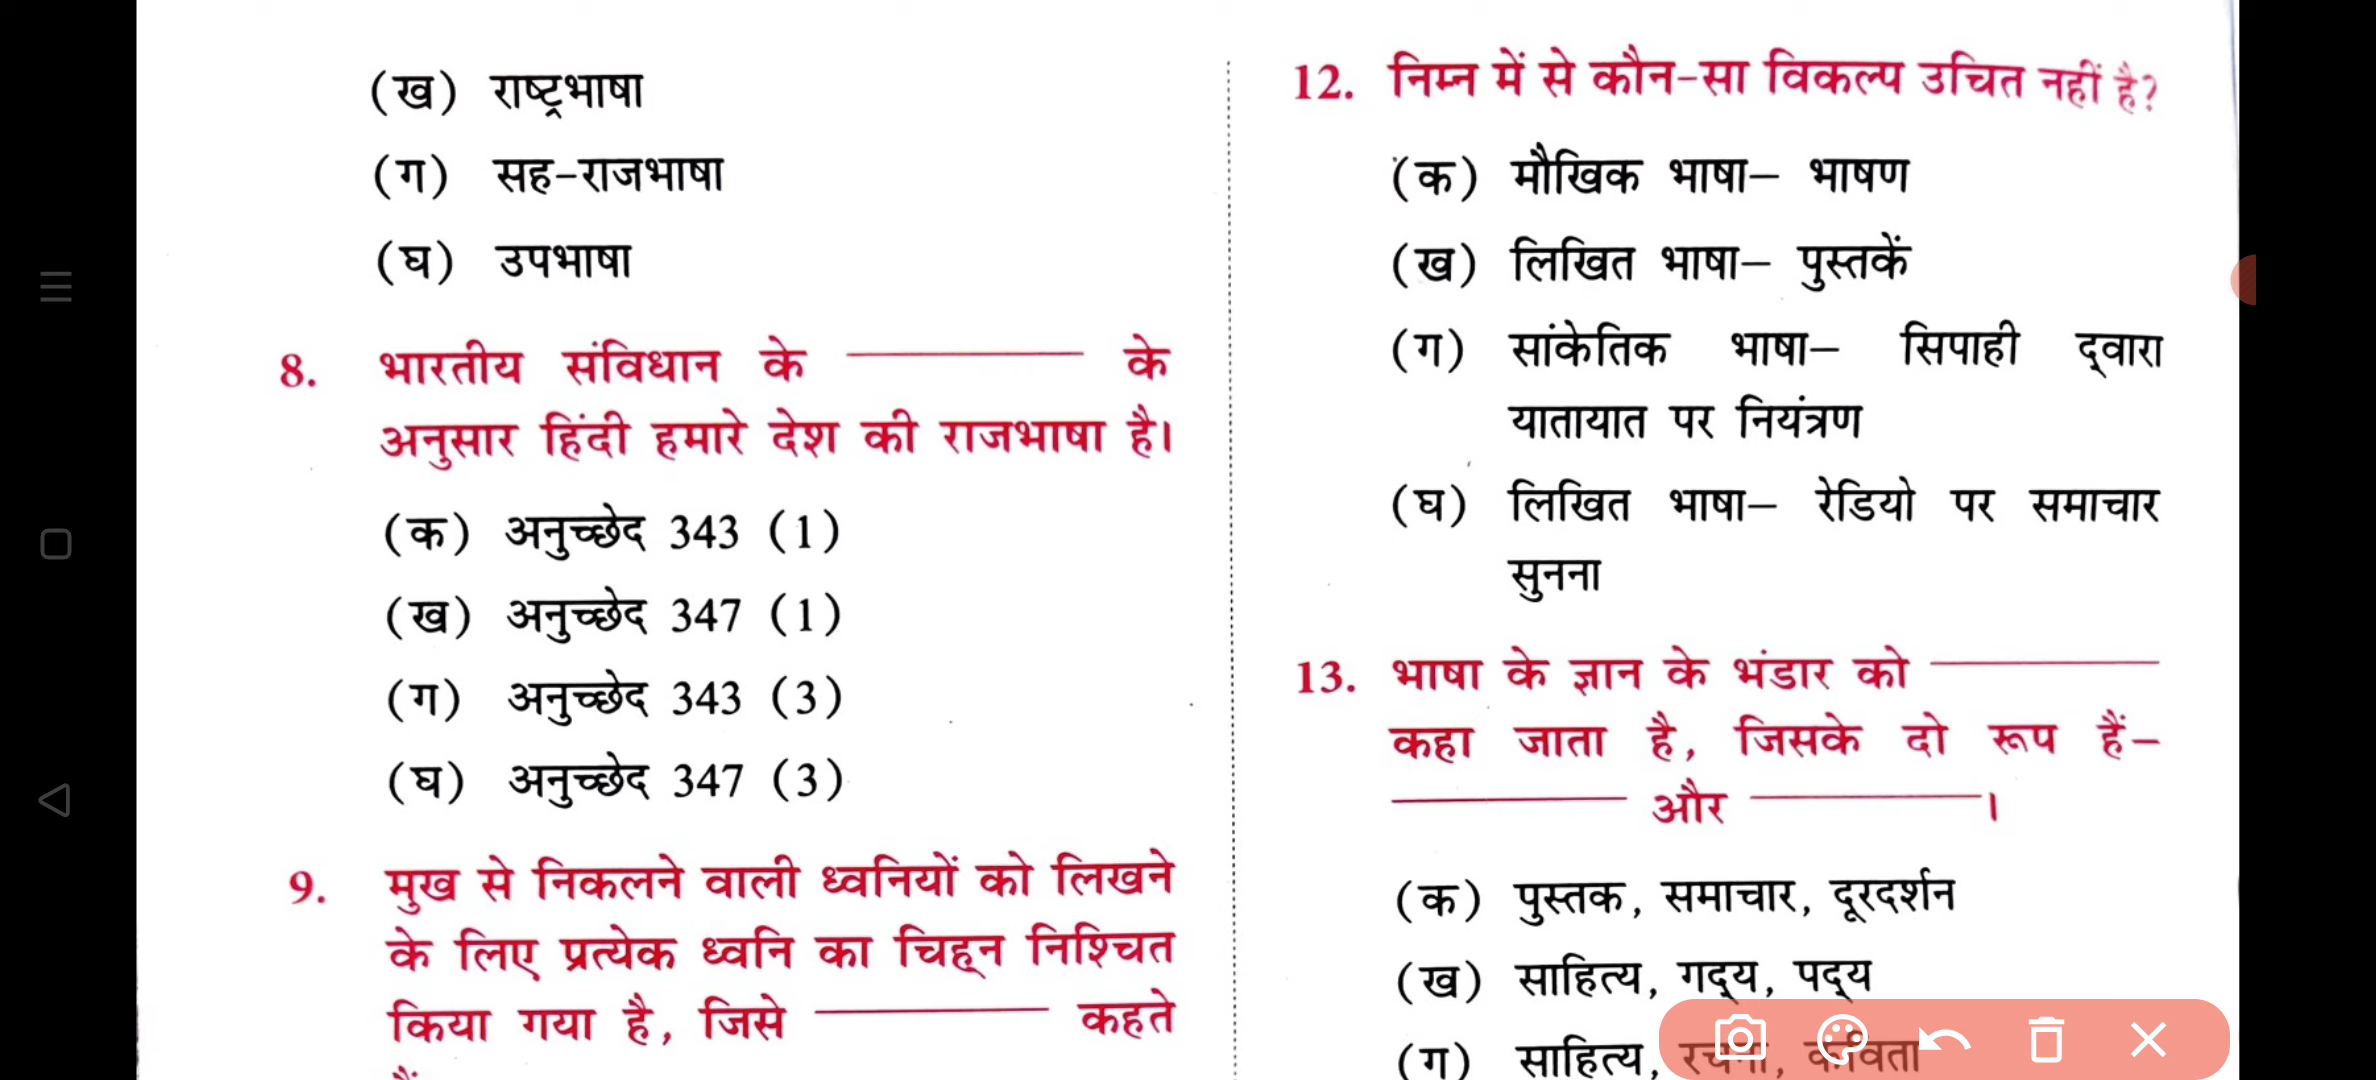 (ख) राष्ट्रभाषा
(ग) सह-राजभाषा
(घ) उपभाषा
8. भारतीय संविधान के ________ के
अनुसार हिंदी हमारे देश की राजभाषा है।
(क) अनुच्छेद 343 (1)
(ख) अनुच्छेद 347 (1)
(ग) अनुच्छेद 343 (3)
(घ) अनुच्छेद 347 (3)
9. मुख से निकलने वाली ध्वनियों को लिखने
के लिए प्रत्येक ध्वनि का चिह्न निश्चित
किया गया है, जिसे ________ कहते
12. निम्न में से कौन-सा विकल्प उचित नहीं है?
(क) मौखिक भाषा– भाषण
(ख) लिखित भाषा– पुस्तकें
(ग) सांकेतिक भाषा– सिपाही द्वारा
यातायात पर नियंत्रण
(घ) लिखित भाषा– रेडियो पर समाचार
सुनना
13. भाषा के ज्ञान के भंडार को ________
कहा जाता है, जिसके दो रूप हैं–
________ और ________।
(क) पुस्तक, समाचार, दूरदर्शन
(ख) साहित्य, गद्य, पद्य
(ग) साहित्य, रचना, कविता